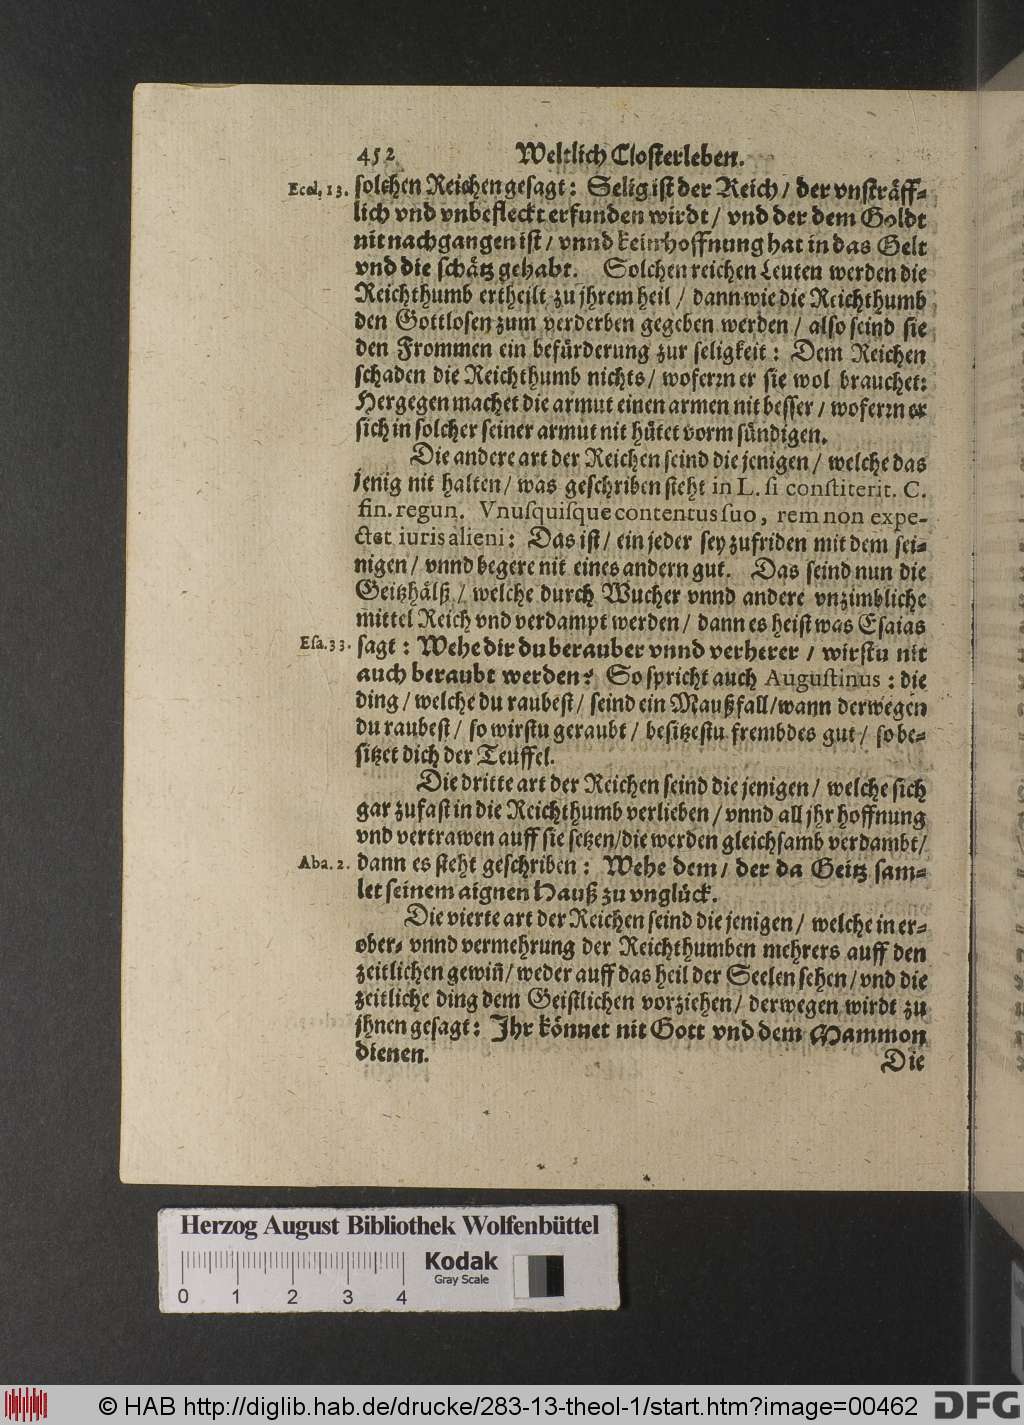 452 Weltlich Closterleben.
Eccl. 13. solchen Reichen gesagt: Selig ist der Reich / der vnsträff-
lich vnd vnbefleckt erfunden wirdt / vnd der dem Goldt
nit nachgangen ist / vnnd kein hoffnung hat in das Gelt
vnd die schätz gehabt. Solchen reichen Leuten werden die
Reichthumb ertheilt zu jhrem heil / dann wie die Reichthumb
den Gottlosen zum verderben gegeben werden / also seind sie
den Frommen ein befürderung zur seligkeit: Dem Reichen
schaden die Reichthumb nichts / wofern er sie wol brauchet:
Hergegen machet die armut einen armen nit besser / wofern er
sich in solcher seiner armut nit hütet vorm sündigen.
Die andere art der Reichen seind die jenigen / welche das
jenig nit halten / was geschriben steht in L. si constiterit. C.
fin. regun. Vnusquisque contentus suo, rem non expe-
ctet iuris alieni: Das ist / ein jeder sey zufriden mit dem sei-
nigen / vnnd begere nit eines andern gut. Das seind nun die
Geitzhälß / welche durch Wucher vnnd andere vnzimbliche
mittel Reich vnd verdampt werden / dann es heist was Esaias
Esa. 33. sagt: Wehe dir du berauber vnnd verherer / wirstu nit
auch beraubt werden? So spricht auch Augustinus: die
ding / welche du raubest / seind ein Maußfall / wann derwegen
du raubest / so wirstu geraubt / besitzestu frembdes gut / so be-
sitzet dich der Teuffel.
Die dritte art der Reichen seind die jenigen / welche sich
gar zu fast in die Reichthumb verlieben / vnnd all jhr hoffnung
vnd vertrawen auff sie setzen / die werden gleichsamb verdambt /
Aba. 2. dann es steht geschriben: Wehe dem / der da Geitz sam-
let seinem aignen Hauß zu vnglück.
Die vierte art der Reichen seind die jenigen / welche in er-
ober- vnnd vermehrung der Reichthumben mehrers auff den
zeitlichen gewiñ / weder auff das heil der Seelen sehen / vnd die
zeitliche ding dem Geistlichen vorziehen / derwegen wirdt zu
jhnen gesagt: Jhr könnet nit Gott vnd dem Mammon
dienen.
Die
Herzog August Bibliothek Wolfenbüttel
Kodak
Gray Scale
0 1 2 3 4
© HAB http://diglib.hab.de/drucke/283-13-theol-1/start.htm?image=00462 DFG